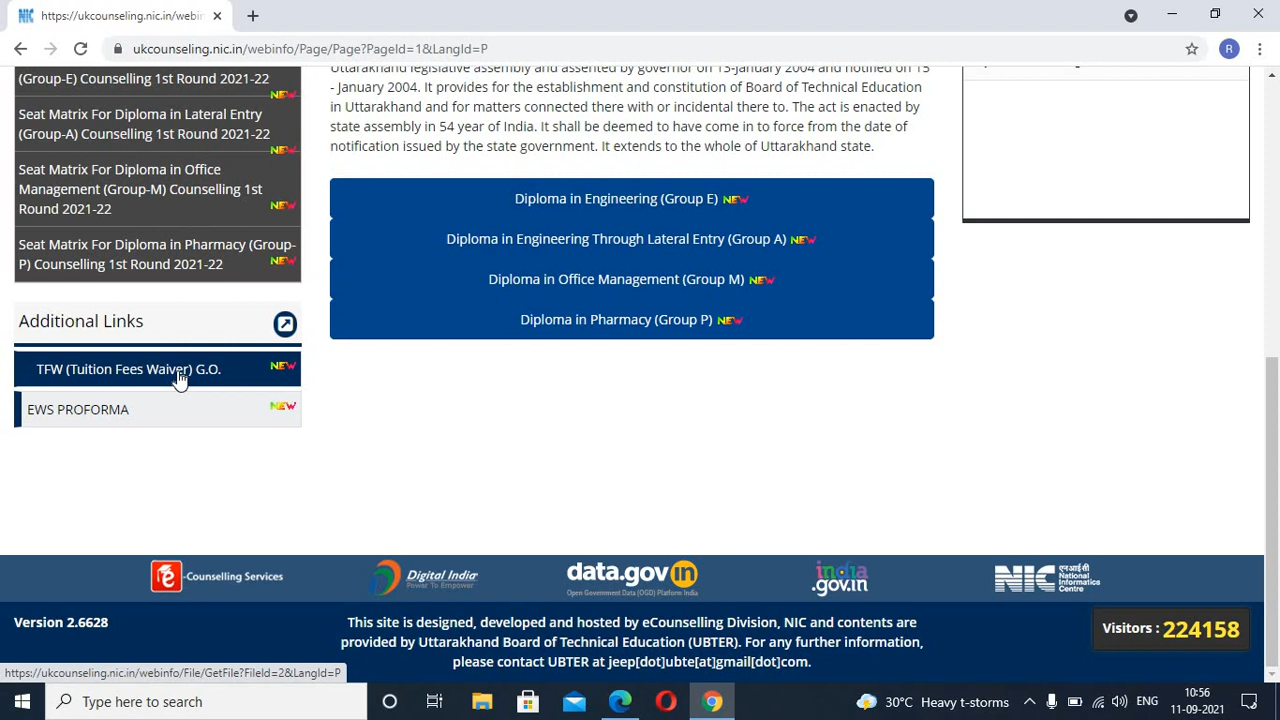 https://ukcounseling.nic.in/webin
ukcounseling.nic.in/webinfo/Page/Page?PageId=1&LangId=P
R
(Group-E) Counselling 1st Round 2021-22
NEW
Seat Matrix For Diploma in Lateral Entry
(Group-A) Counselling 1st Round 2021-22
NEW
Seat Matrix For Diploma in Office
Management (Group-M) Counselling 1st
Round 2021-22
NEW
Seat Matrix For Diploma in Pharmacy (Group-
P) Counselling 1st Round 2021-22
NEW
Additional Links
TFW (Tuition Fees Waiver) G.O.
NEW
EWS PROFORMA
NEW
Uttarakhand legislative assembly and assented by governor on 13-January 2004 and notified on 15
- January 2004. It provides for the establishment and constitution of Board of Technical Education
in Uttarakhand and for matters connected there with or incidental there to. The act is enacted by
state assembly in 54 year of India. It shall be deemed to have come in to force from the date of
notification issued by the state government. It extends to the whole of Uttarakhand state.
Diploma in Engineering (Group E) NEW
Diploma in Engineering Through Lateral Entry (Group A) NEW
Diploma in Office Management (Group M) NEW
Diploma in Pharmacy (Group P) NEW
e-Counselling Services
Digital India
Power To Empower
data.gov in
Open Government Data (OGD) Platform India
india
.gov.in
NIC
एन आई सी
National
Informatics
Centre
Version 2.6628
This site is designed, developed and hosted by eCounselling Division, NIC and contents are
provided by Uttarakhand Board of Technical Education (UBTER). For any further information,
please contact UBTER at jeep[dot]ubte[at]gmail[dot]com.
Visitors : 224158
https://ukcounseling.nic.in/webinfo/File/GetFile?FileId=2&LangId=P
Type here to search
30°C Heavy t-storms
ENG
10:56
11-09-2021